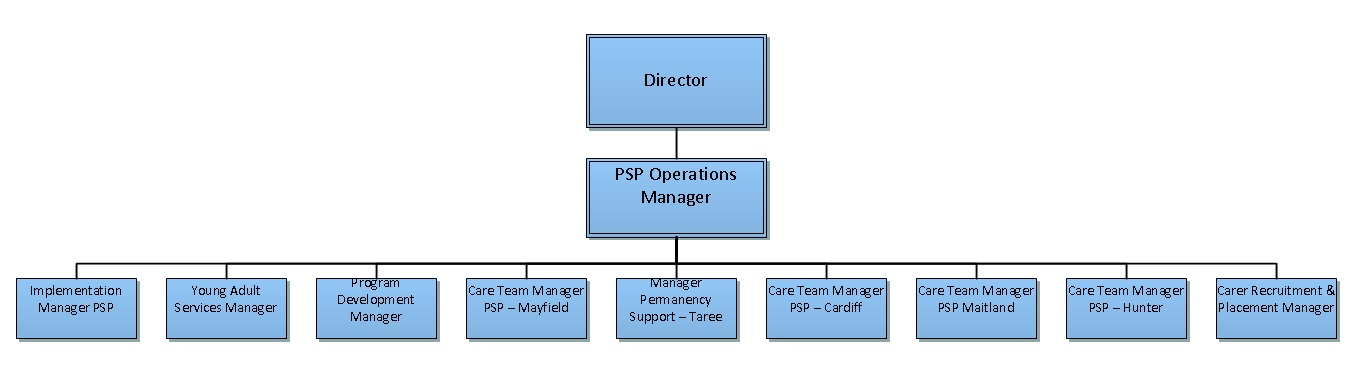 Director
PSP Operations
Manager
Implementation
Manager PSP
Young Adult
Services Manager
Program
Development
Manager
Care Team Manager
PSP – Mayfield
Manager
Permanency
Support – Taree
Care Team Manager
PSP – Cardiff
Care Team Manager
PSP Maitland
Care Team Manager
PSP – Hunter
Carer Recruitment &
Placement Manager